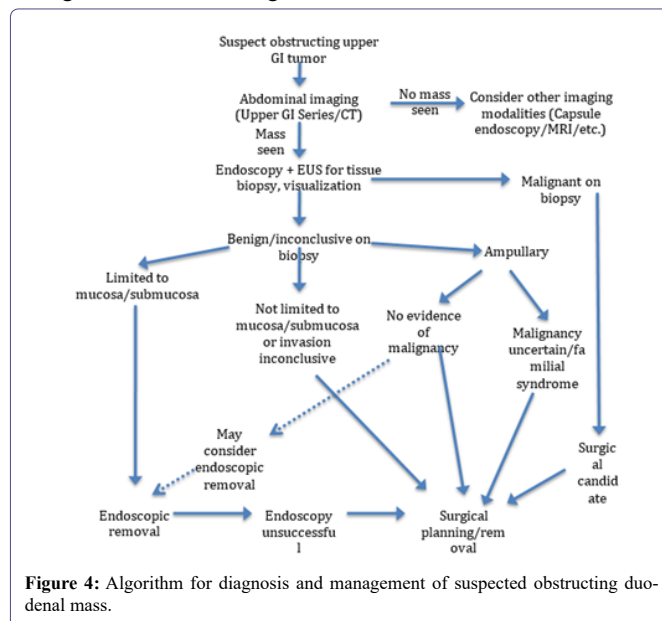 Suspect obstructing upper
GI tumor
Abdominal imaging
(Upper GI Series/CT)
No mass
seen
Consider other imaging
modalities (Capsule
endoscopy/MRI/etc.)
Mass
seen
Endoscopy + EUS for tissue
biopsy, visualization
Malignant on
biopsy
Benign/inconclusive on
biopsy
Ampullary
Limited to
mucosa/submucosa
Not limited to
mucosa/submucosa
or invasion
inconclusive
No evidence
of
malignancy
Malignancy
uncertain/fa
milial
syndrome
May
consider
endoscopic
removal
Surgic
al
candid
ate
Endoscopic
removal
Endoscopy
unsuccessfu
l
Surgical
planning/rem
oval
Figure 4: Algorithm for diagnosis and management of suspected obstructing duo-
denal mass.